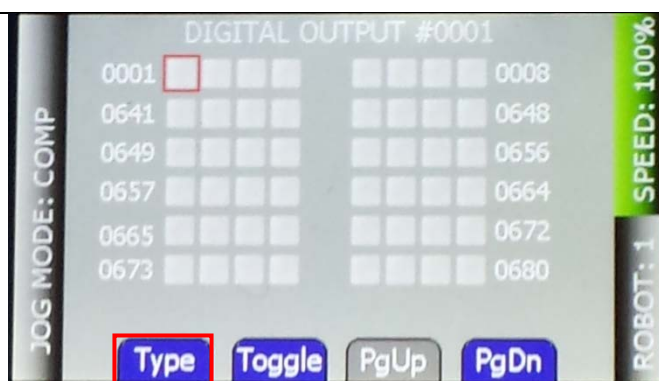 DIGITAL OUTPUT #0001
0001 0008
0641 0648
0649 0656
0657 0664
0665 0672
0673 0680
JOG MODE: COMP
SPEED: 100%
ROBOT: 1
Type Toggle PgUp PgDn